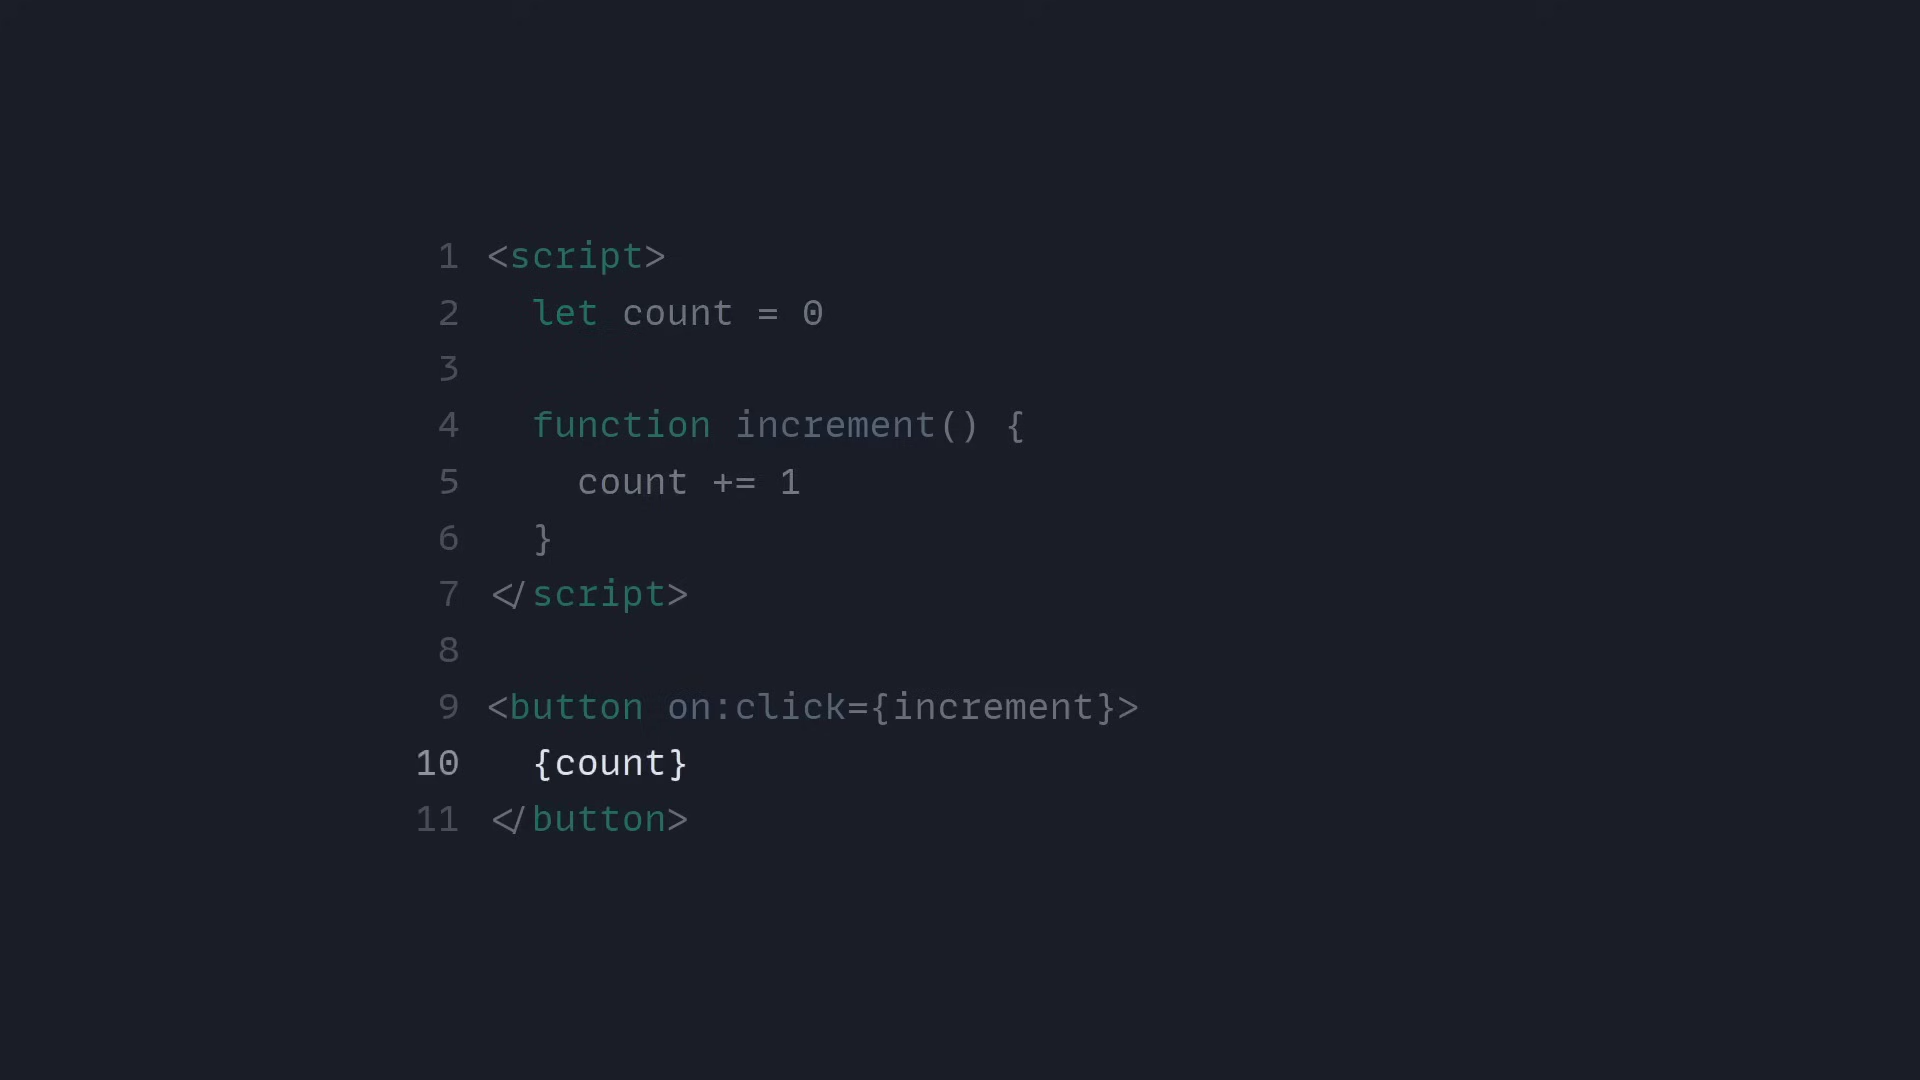 1 <script>
2   let count = 0
3
4   function increment() {
5     count += 1
6   }
7 </script>
8
9 <button on:click={increment}>
10   {count}
11 </button>